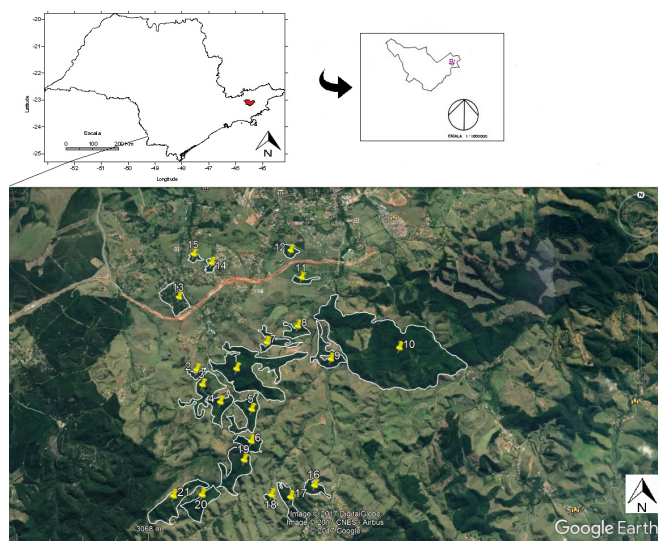 -20
-21
-22
-23
-24
-25
Latitude
Escala
0 100 200 Km
N
-52 -51 -50 -49 -48 -47 -46 -45 -44
Longitude
ESCALA 1:1000000
N
15
14
12
11
13
8
7
9
10
2
4
5
6
19
16
21
20
18
17
3068 m
Image © 2017 DigitalGlobe
Image © 2017 CNES / Airbus
© 2017 Google
N
Google Earth